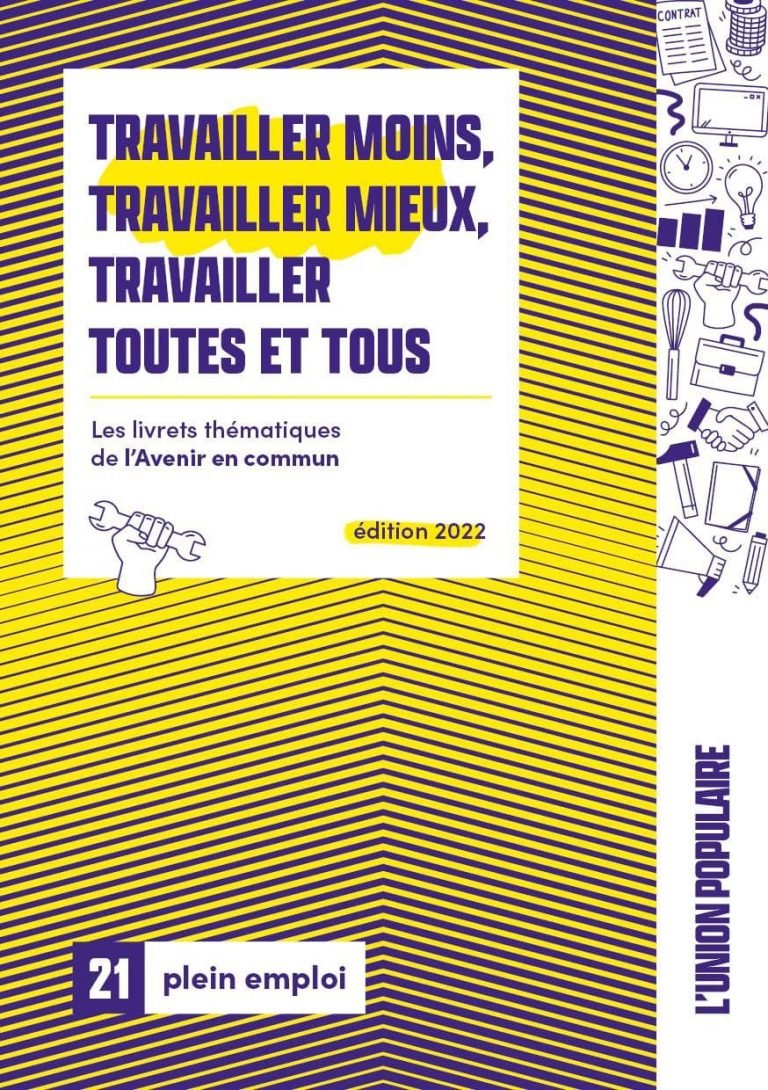 CONTRAT
TRAVAILLER MOINS,
TRAVAILLER MIEUX,
TRAVAILLER
TOUTES ET TOUS
Les livrets thématiques
de l'Avenir en commun
édition 2022
L'UNION POPULAIRE
21 plein emploi